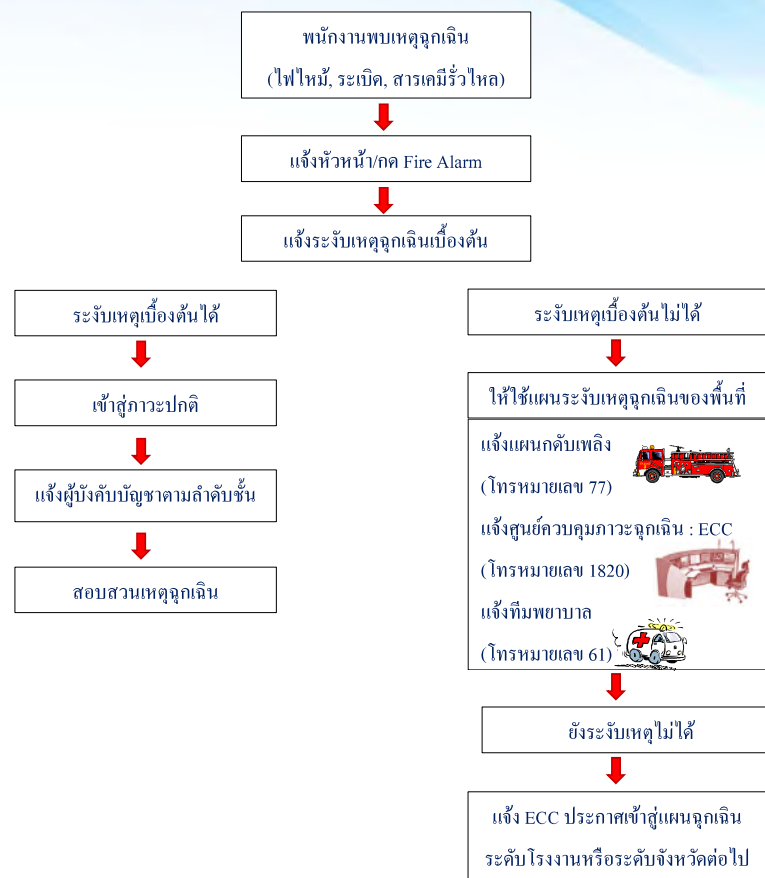 พนักงานพบเหตุฉุกเฉิน
(ไฟไหม้, ระเบิด, สารเคมีรั่วไหล)
แจ้งหัวหน้า/กด Fire Alarm
แจ้งระงับเหตุฉุกเฉินเบื้องต้น
ระงับเหตุเบื้องต้นได้
เข้าสู่ภาวะปกติ
แจ้งผู้บังคับบัญชาตามลำดับชั้น
สอบสวนเหตุฉุกเฉิน
ระงับเหตุเบื้องต้นไม่ได้
ให้ใช้แผนระงับเหตุฉุกเฉินของพื้นที่
แจ้งแผนกดับเพลิง
(โทรหมายเลข 77)
แจ้งศูนย์ควบคุมภาวะฉุกเฉิน : ECC
(โทรหมายเลข 1820)
แจ้งทีมพยาบาล
(โทรหมายเลข 61)
ยังระงับเหตุไม่ได้
แจ้ง ECC ประกาศเข้าสู่แผนฉุกเฉิน
ระดับโรงงานหรือระดับจังหวัดต่อไป